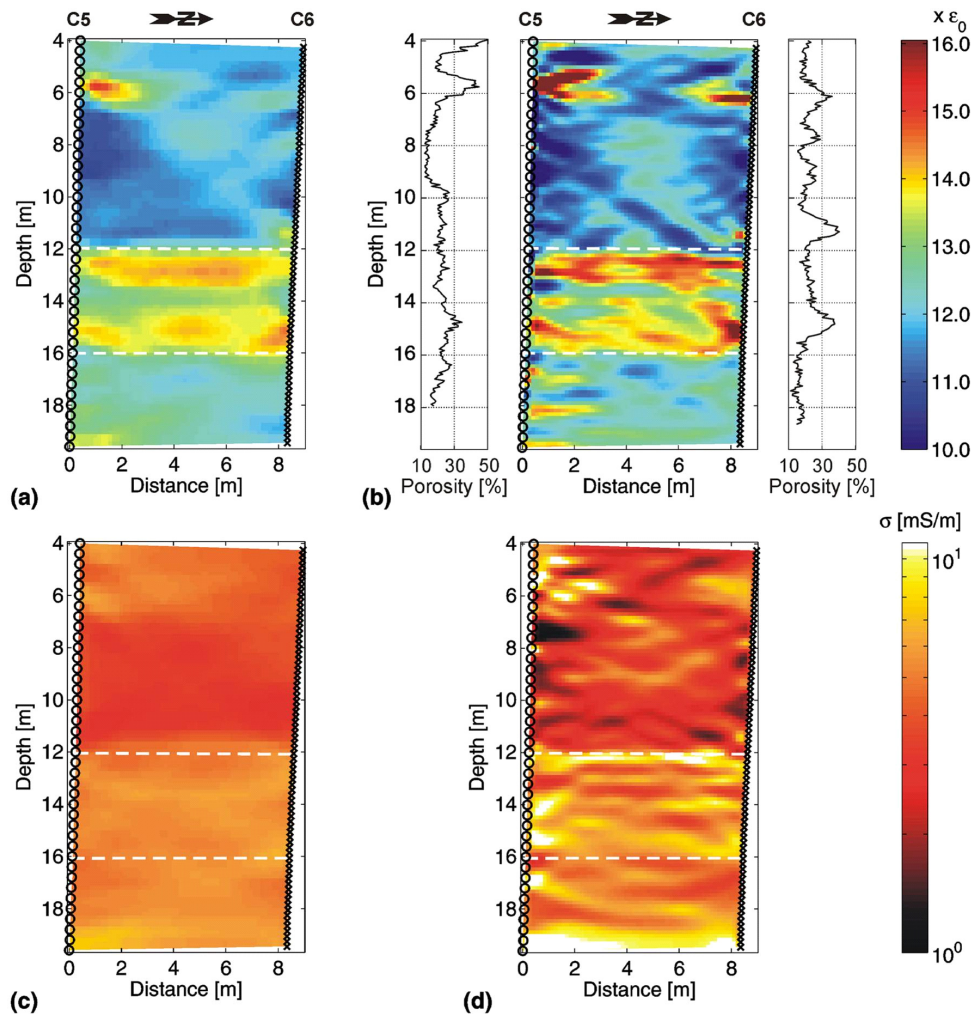 C5 N C6 C6 N x ε0
4 4 16.0
6 6 15.0
8 8 14.0
10 10 13.0
12 12 12.0
14 14 11.0
16 16 10.0
18 18
Depth [m] Depth [m]
0 2 4 6 8 10 30 50 0 2 4 6 8 10 30 50
(a) Distance [m] (b) Porosity [%] Distance [m] Porosity [%]
σ [mS/m]
4 4 10^1
6 6
8 8
10 10
12 12
14 14
16 16
18 18 10^0
Depth [m] Depth [m]
0 2 4 6 8 0 2 4 6 8
(c) Distance [m] (d) Distance [m]